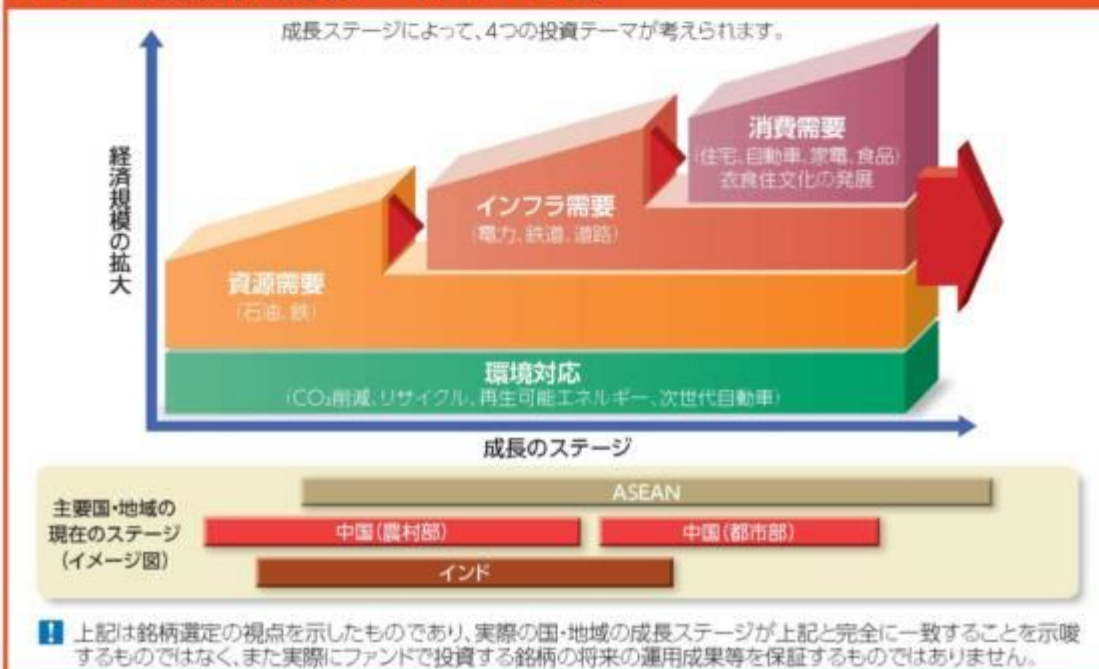 成長ステージによって、4つの投資テーマが考えられます。
経済規模の拡大
消費需要
(住宅、自動車、家電、食品)
衣食住文化の発展
インフラ需要
(電力、鉄道、道路)
資源需要
(石油、鉄)
環境対応
(CO₂削減、リサイクル、再生可能エネルギー、次世代自動車)
成長のステージ
主要国・地域の
現在のステージ
(イメージ図)
ASEAN
中国(農村部)
中国(都市部)
インド
! 上記は銘柄選定の視点を示したものであり、実際の国・地域の成長ステージが上記と完全に一致することを示唆
するものではなく、また実際にファンドで投資する銘柄の将来の運用成果等を保証するものではありません。